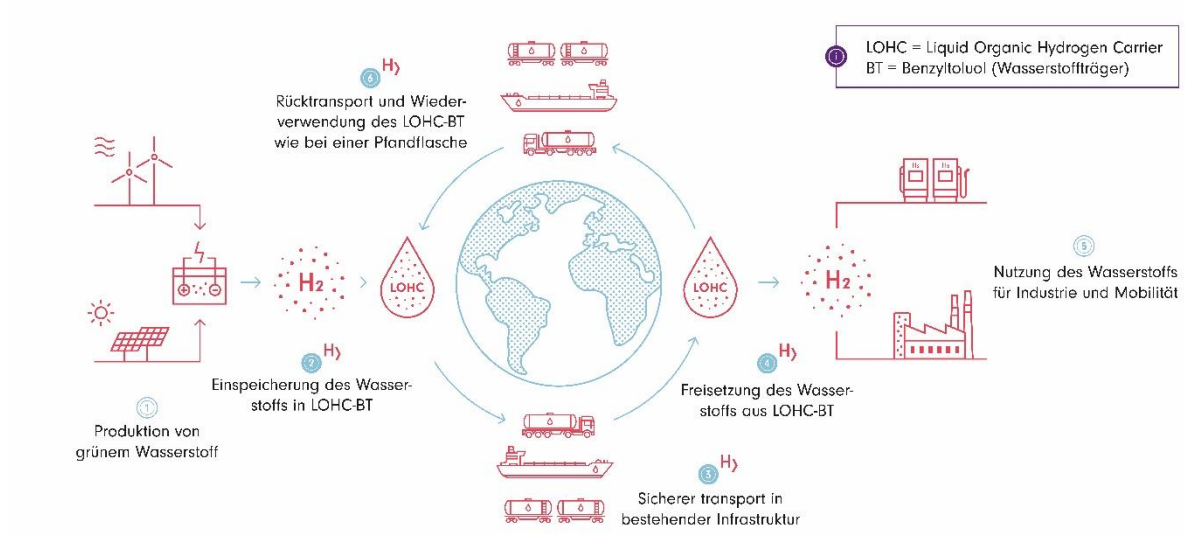 LOHC = Liquid Organic Hydrogen Carrier
BT = Benzyltoluol (Wasserstoffträger)
i
H
6
Rücktransport und Wieder-
verwendung des LOHC-BT
wie bei einer Pfandflasche
H₂
LOHC
LOHC
H₂
H₂ H₂
5
Nutzung des Wasserstoffs
für Industrie und Mobilität
H
2
Einspeicherung des Wasser-
stoffs in LOHC-BT
H
4
Freisetzung des Wasser-
stoffs aus LOHC-BT
1
Produktion von
grünem Wasserstoff
H
3
Sicherer transport in
bestehender Infrastruktur